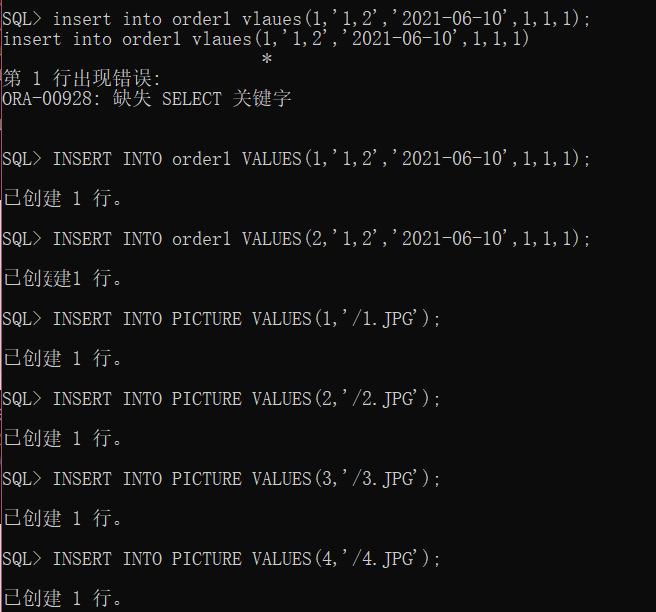 SQL> insert into order1 vlaues(1,'1,2','2021-06-10',1,1,1);
insert into order1 vlaues(1,'1,2','2021-06-10',1,1,1)
*
第 1 行出现错误:
ORA-00928: 缺失 SELECT 关键字
SQL> INSERT INTO order1 VALUES(1,'1,2','2021-06-10',1,1,1);
已创建 1 行。
SQL> INSERT INTO order1 VALUES(2,'1,2','2021-06-10',1,1,1);
已创建1 行。
SQL> INSERT INTO PICTURE VALUES(1,'/1.JPG');
已创建 1 行。
SQL> INSERT INTO PICTURE VALUES(2,'/2.JPG');
已创建 1 行。
SQL> INSERT INTO PICTURE VALUES(3,'/3.JPG');
已创建 1 行。
SQL> INSERT INTO PICTURE VALUES(4,'/4.JPG');
已创建 1 行。